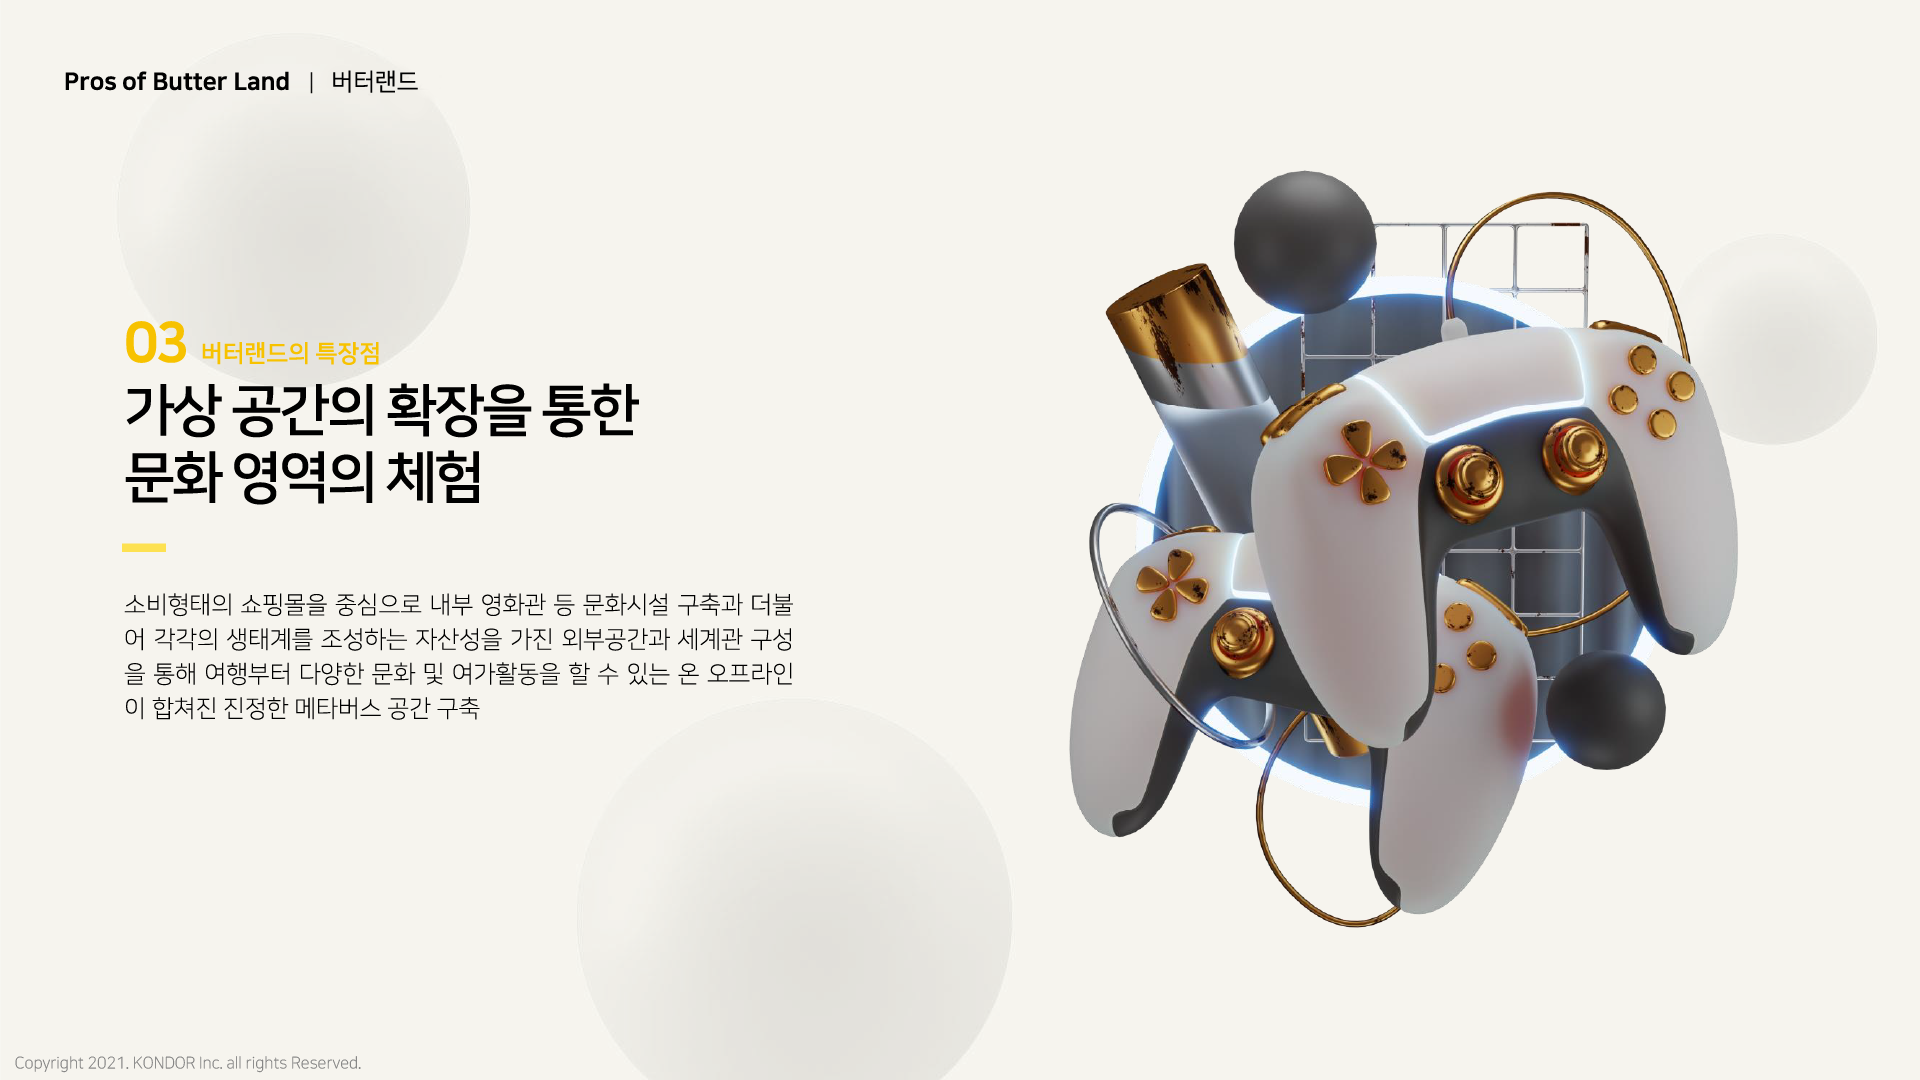 Pros of Butter Land | 버터랜드
03 버터랜드의 특장점
가상 공간의 확장을 통한
문화 영역의 체험
소비형태의 쇼핑몰을 중심으로 내부 영화관 등 문화시설 구축과 더불
어 각각의 생태계를 조성하는 자산성을 가진 외부공간과 세계관 구성
을 통해 여행부터 다양한 문화 및 여가활동을 할 수 있는 온 오프라인
이 합쳐진 진정한 메타버스 공간 구축
Copyright 2021. KONDOR Inc. all rights Reserved.